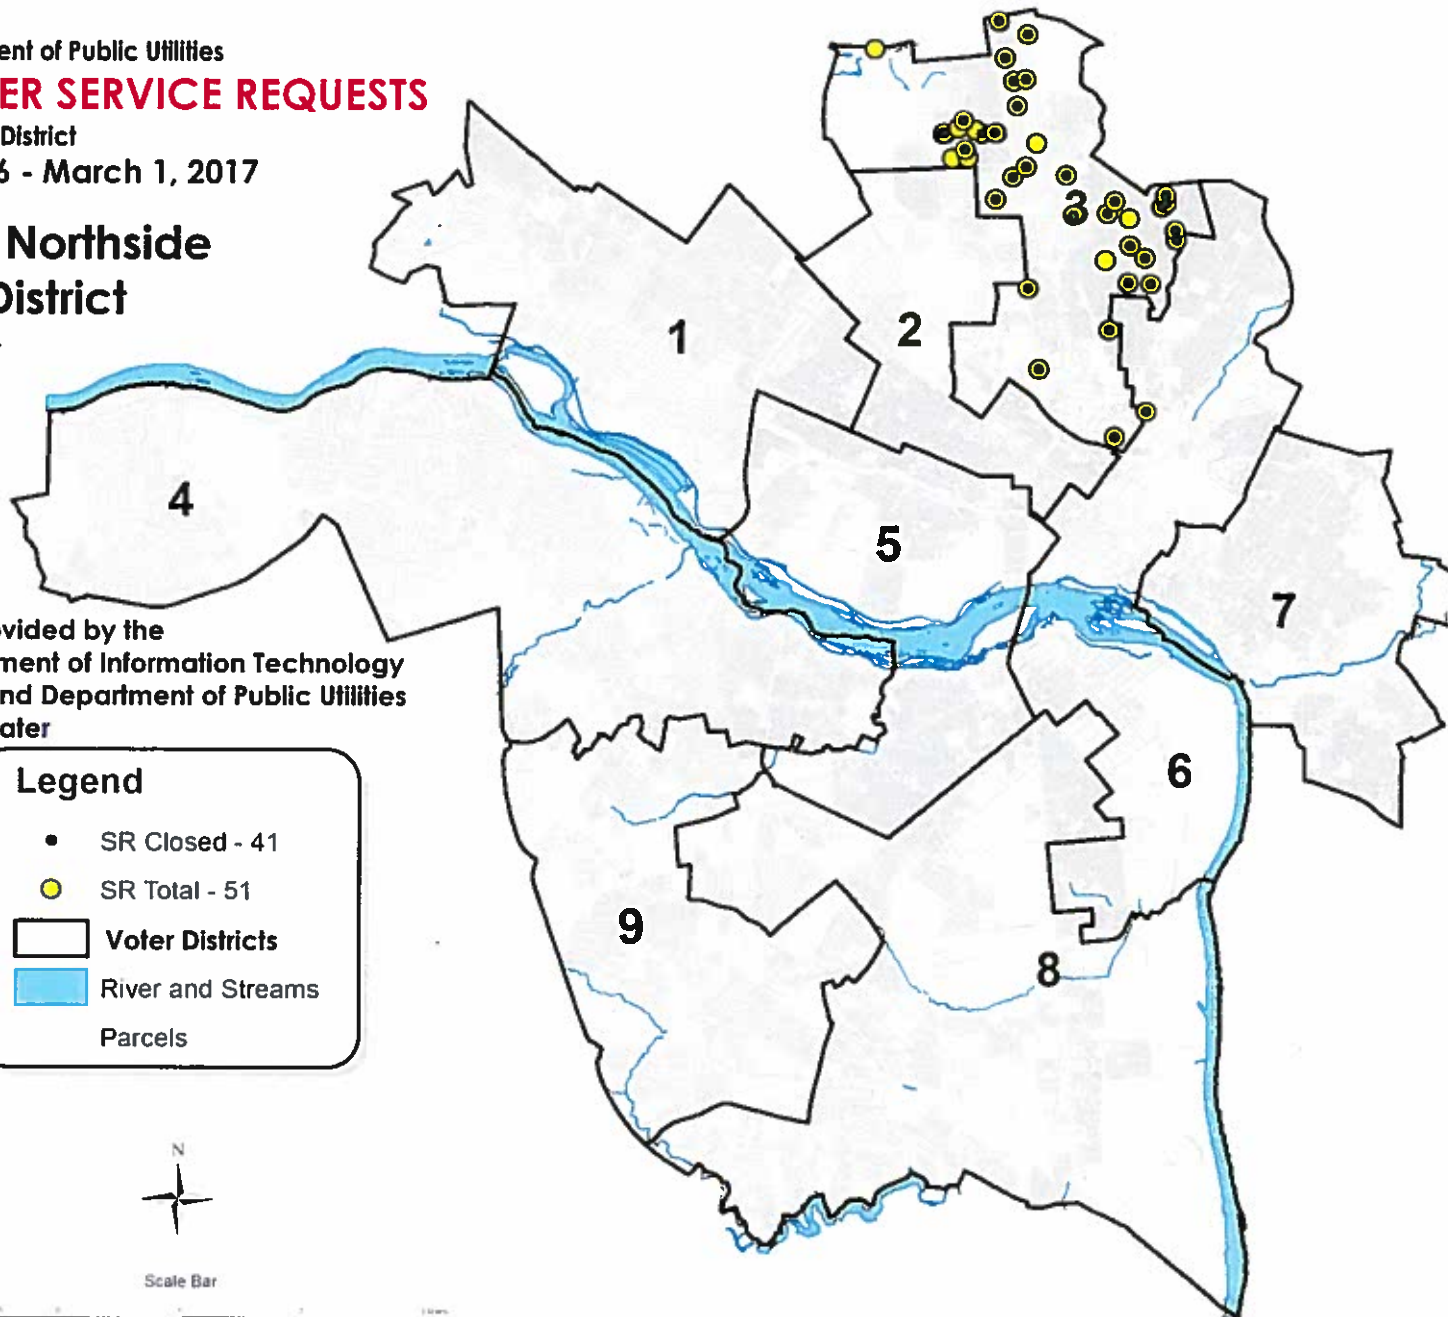 ent of Public Utilities
ER SERVICE REQUESTS
District
6 - March 1, 2017
Northside
District
1
2
3
4
5
7
ovided by the
ment of Information Technology
nd Department of Public Utilities
ater
6
Legend
SR Closed - 41
SR Total - 51
Voter Districts
River and Streams
Parcels
9
8
N
Scale Bar